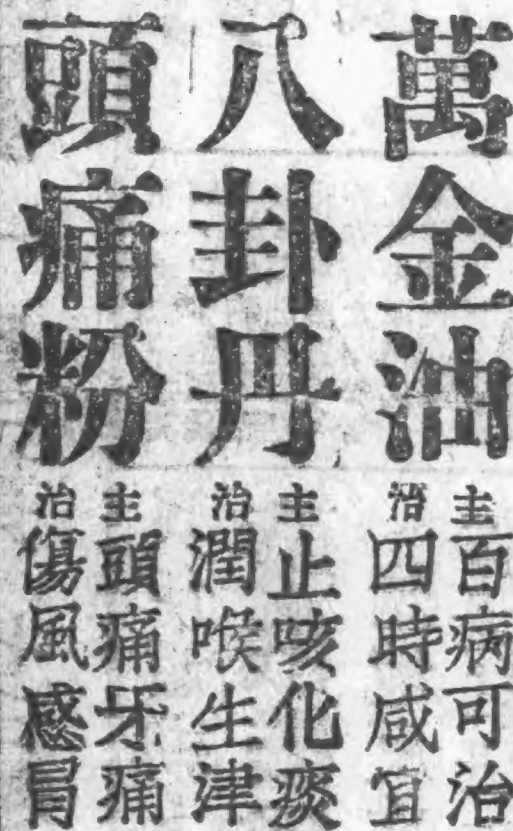 萬金油
主治
百病可治
四時咸宜
八卦丹
主治
止咳化痰
潤喉生津
頭痛粉
主治
頭痛牙痛
傷風感冒